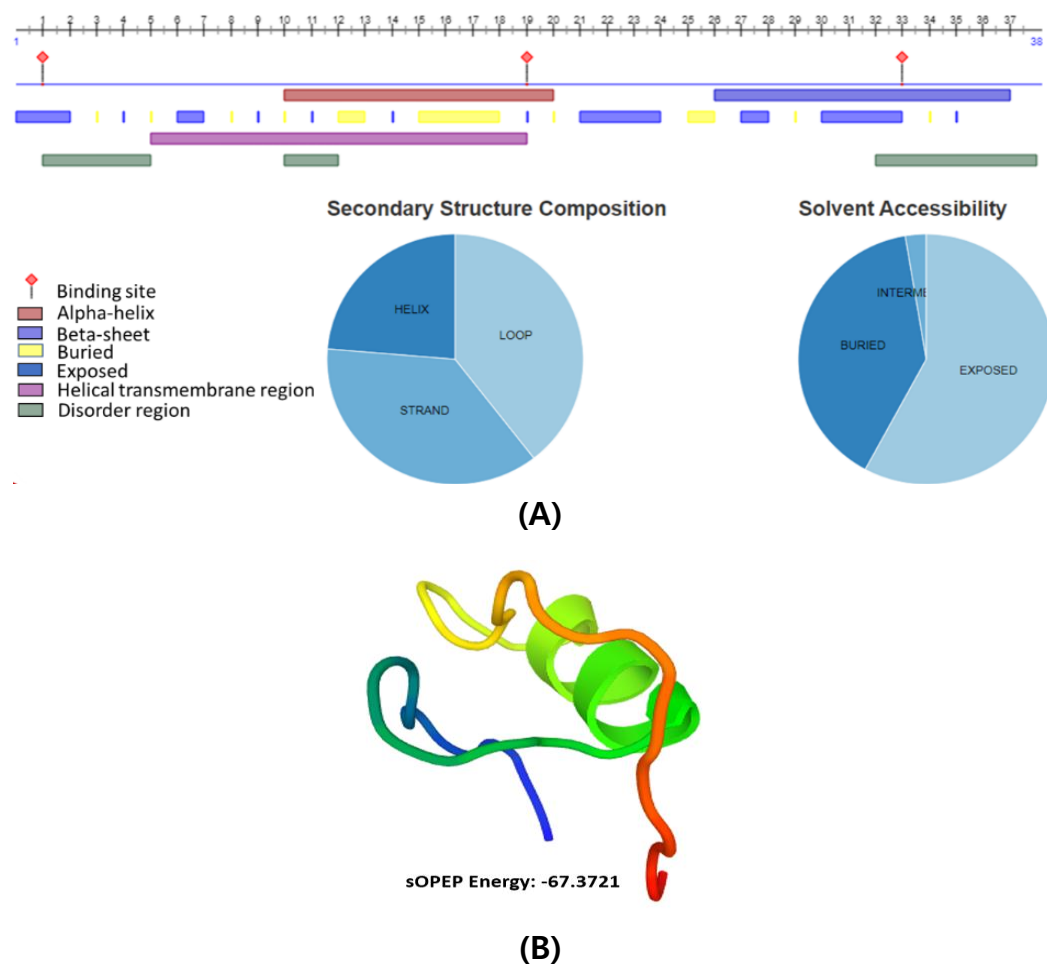 1 2 3 4 5 6 7 8 9 10 11 12 13 14 15 16 17 18 19 20 21 22 23 24 25 26 27 28 29 30 31 32 33 34 35 36 37
1 38
Secondary Structure Composition
Solvent Accessibility
HELIX
LOOP
STRAND
INTERME
BURIED
EXPOSED
Binding site
Alpha-helix
Beta-sheet
Buried
Exposed
Helical transmembrane region
Disorder region
(A)
sOPEP Energy: -67.3721
(B)